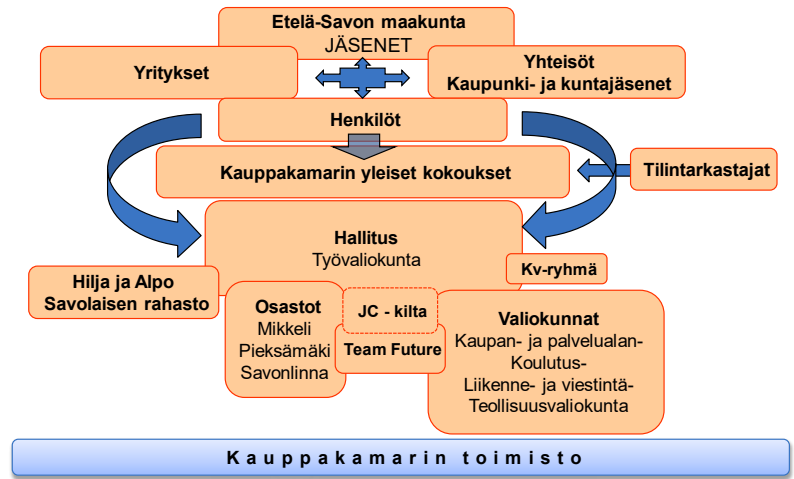 Etelä-Savon maakunta
JÄSENET
Yritykset
Yhteisöt
Kaupunki- ja kuntajäsenet
Henkilöt
Kauppakamarin yleiset kokoukset
Tilintarkastajat
Hallitus
Työvaliokunta
Kv-ryhmä
Hilja ja Alpo
Savolaisen rahasto
Osastot
Mikkeli
Pieksämäki
Savonlinna
JC - kilta
Team Future
Valiokunnat
Kaupan- ja palvelualan-
Koulutus-
Liikenne- ja viestintä-
Teollisuusvaliokunta
Kauppakamarin toimisto